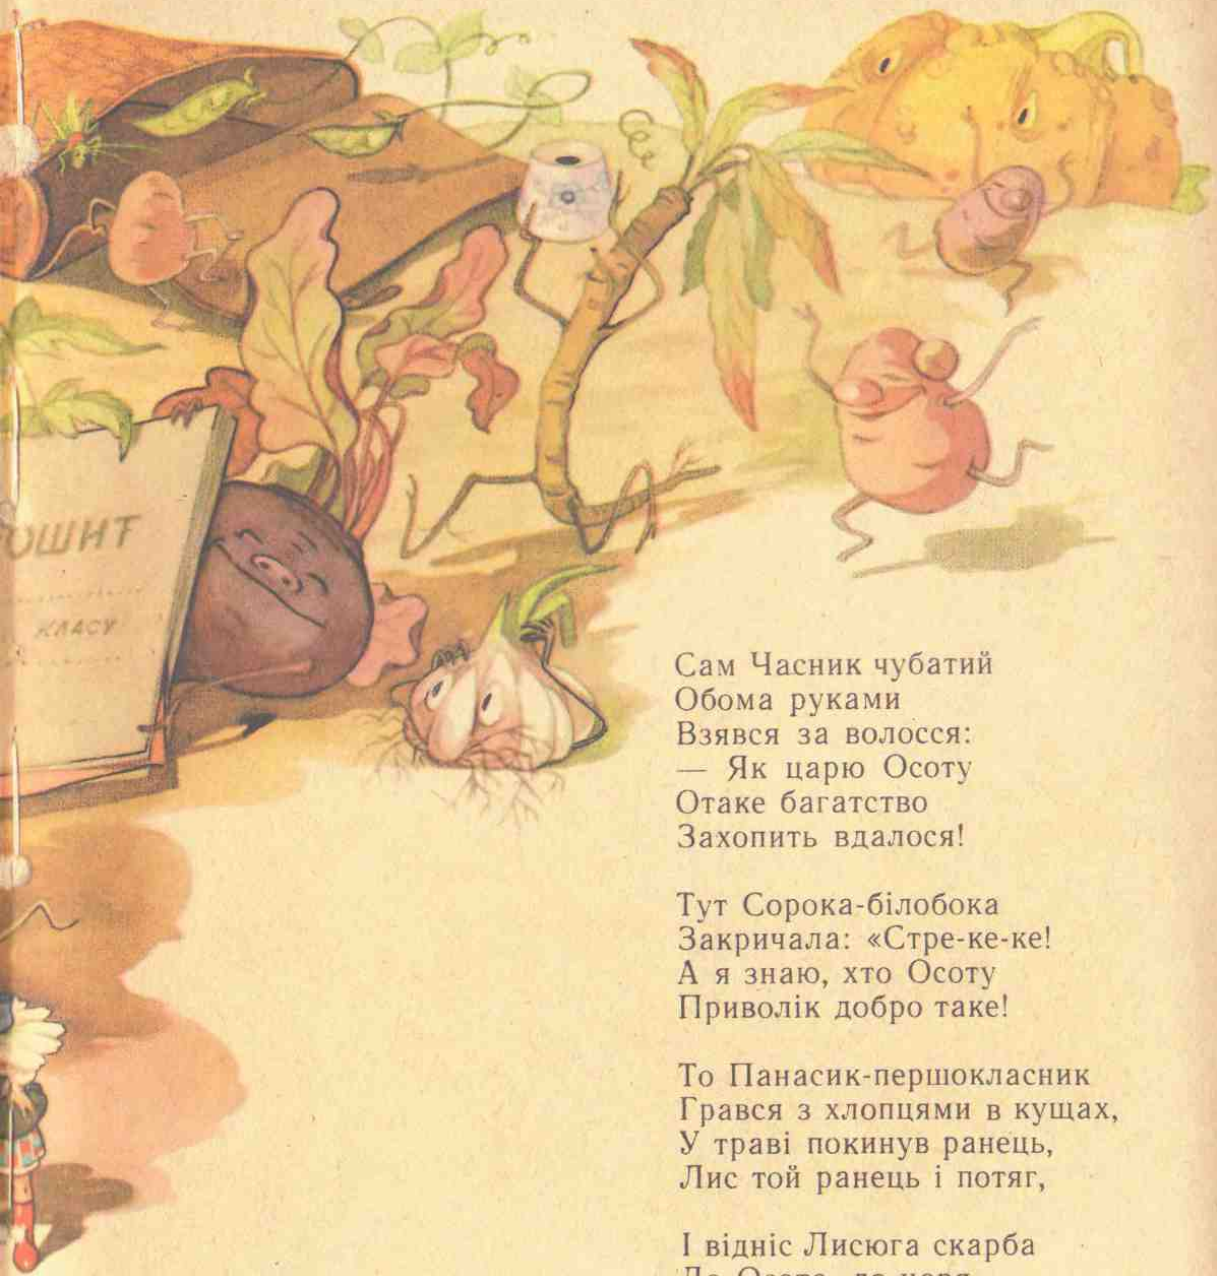 ОШИТ
КЛАСУ
Сам Часник чубатий
Обома руками
Взявся за волосся:
— Як царю Осоту
Отаке багатство
Захопить вдалося!
Тут Сорока-білобока
Закричала: «Стре-ке-ке!
А я знаю, хто Осоту
Приволік добро таке!
То Панасик-першокласник
Грався з хлопцями в кущах,
У траві покинув ранець,
Лис той ранець і потяг,
І відніс Лисюга скарба